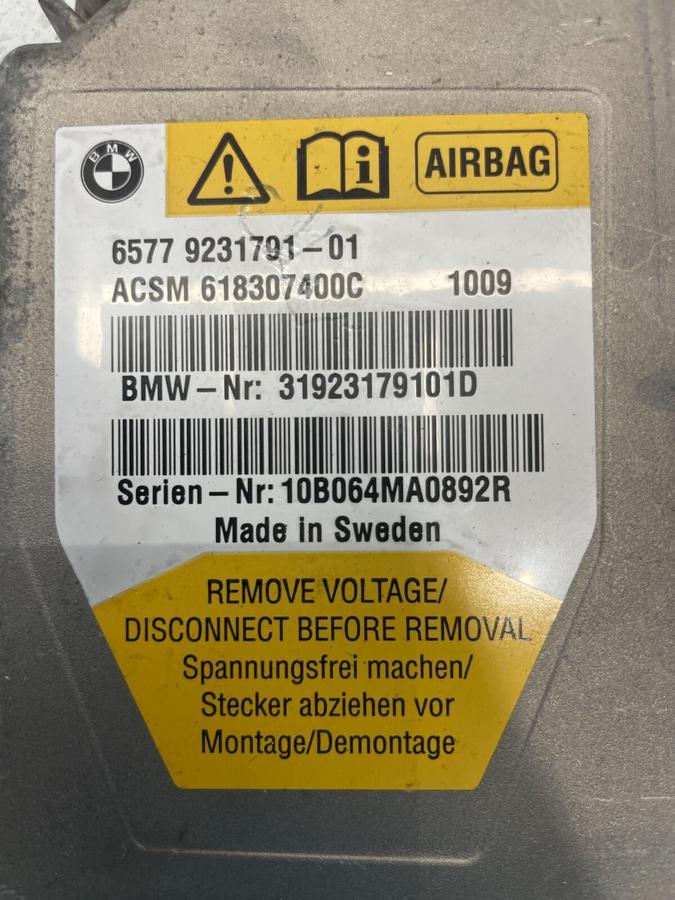 BMW
AIRBAG
6577 9231791-01
ACSM 618307400C 1009
BMW-Nr: 31923179101D
Serien-Nr: 10B064MA0892R
Made in Sweden
REMOVE VOLTAGE/
DISCONNECT BEFORE REMOVAL
Spannungsfrei machen/
Stecker abziehen vor
Montage/Demontage